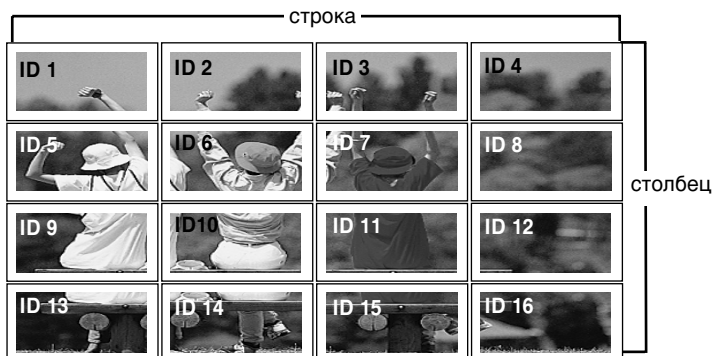 строка
ID 1 ID 2 ID 3 ID 4
ID 5 ID 6 ID 7 ID 8
столбец
ID 9 ID10 ID 11 ID 12
ID 13 ID 14 ID 15 ID 16